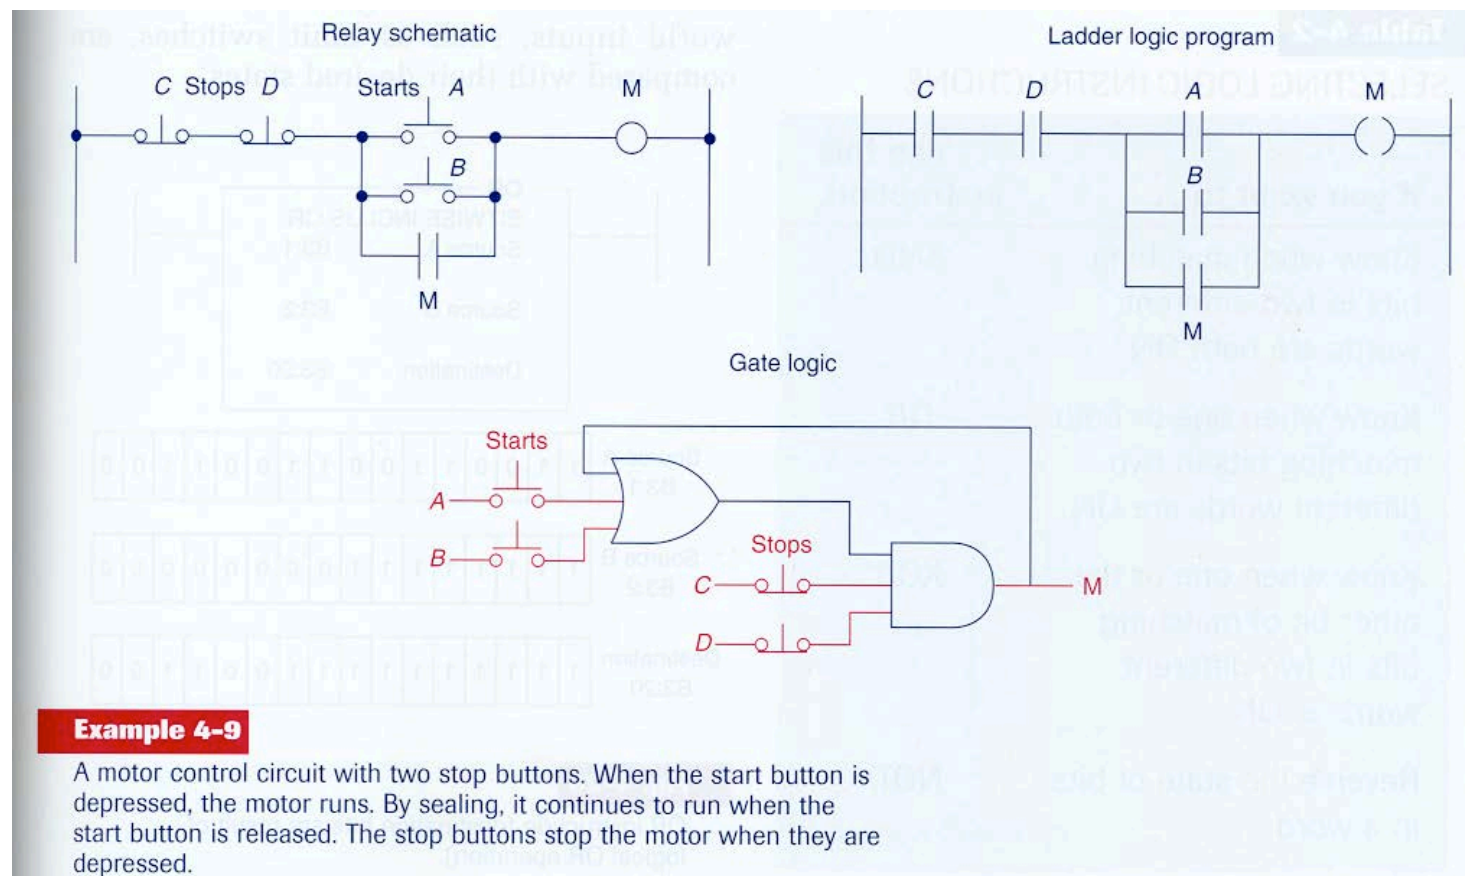 Relay schematic
Ladder logic program
C Stops D Starts A M
B
M
C D A M
B
M
Gate logic
Starts
A
B
Stops
C
D
M
Example 4-9
A motor control circuit with two stop buttons. When the start button is
depressed, the motor runs. By sealing, it continues to run when the
start button is released. The stop buttons stop the motor when they are
depressed.